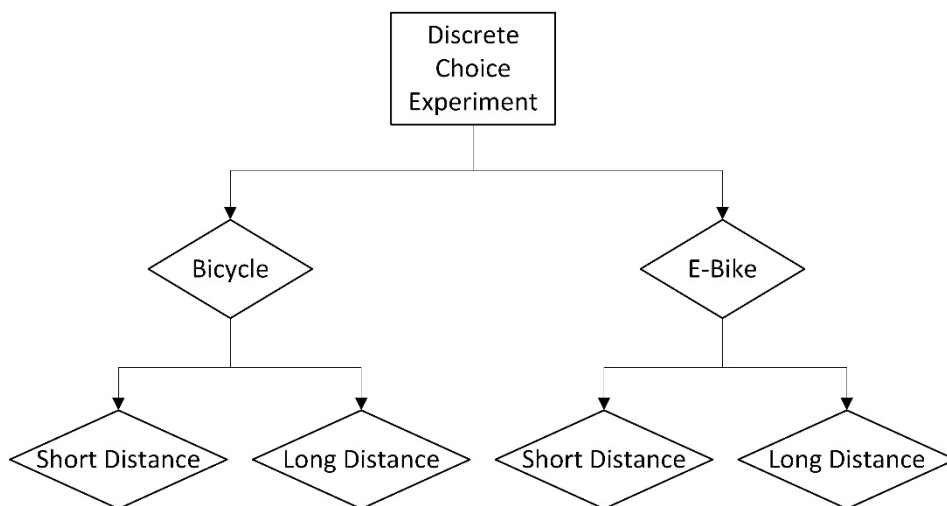 Discrete
Choice
Experiment
Bicycle
E-Bike
Short Distance
Long Distance
Short Distance
Long Distance